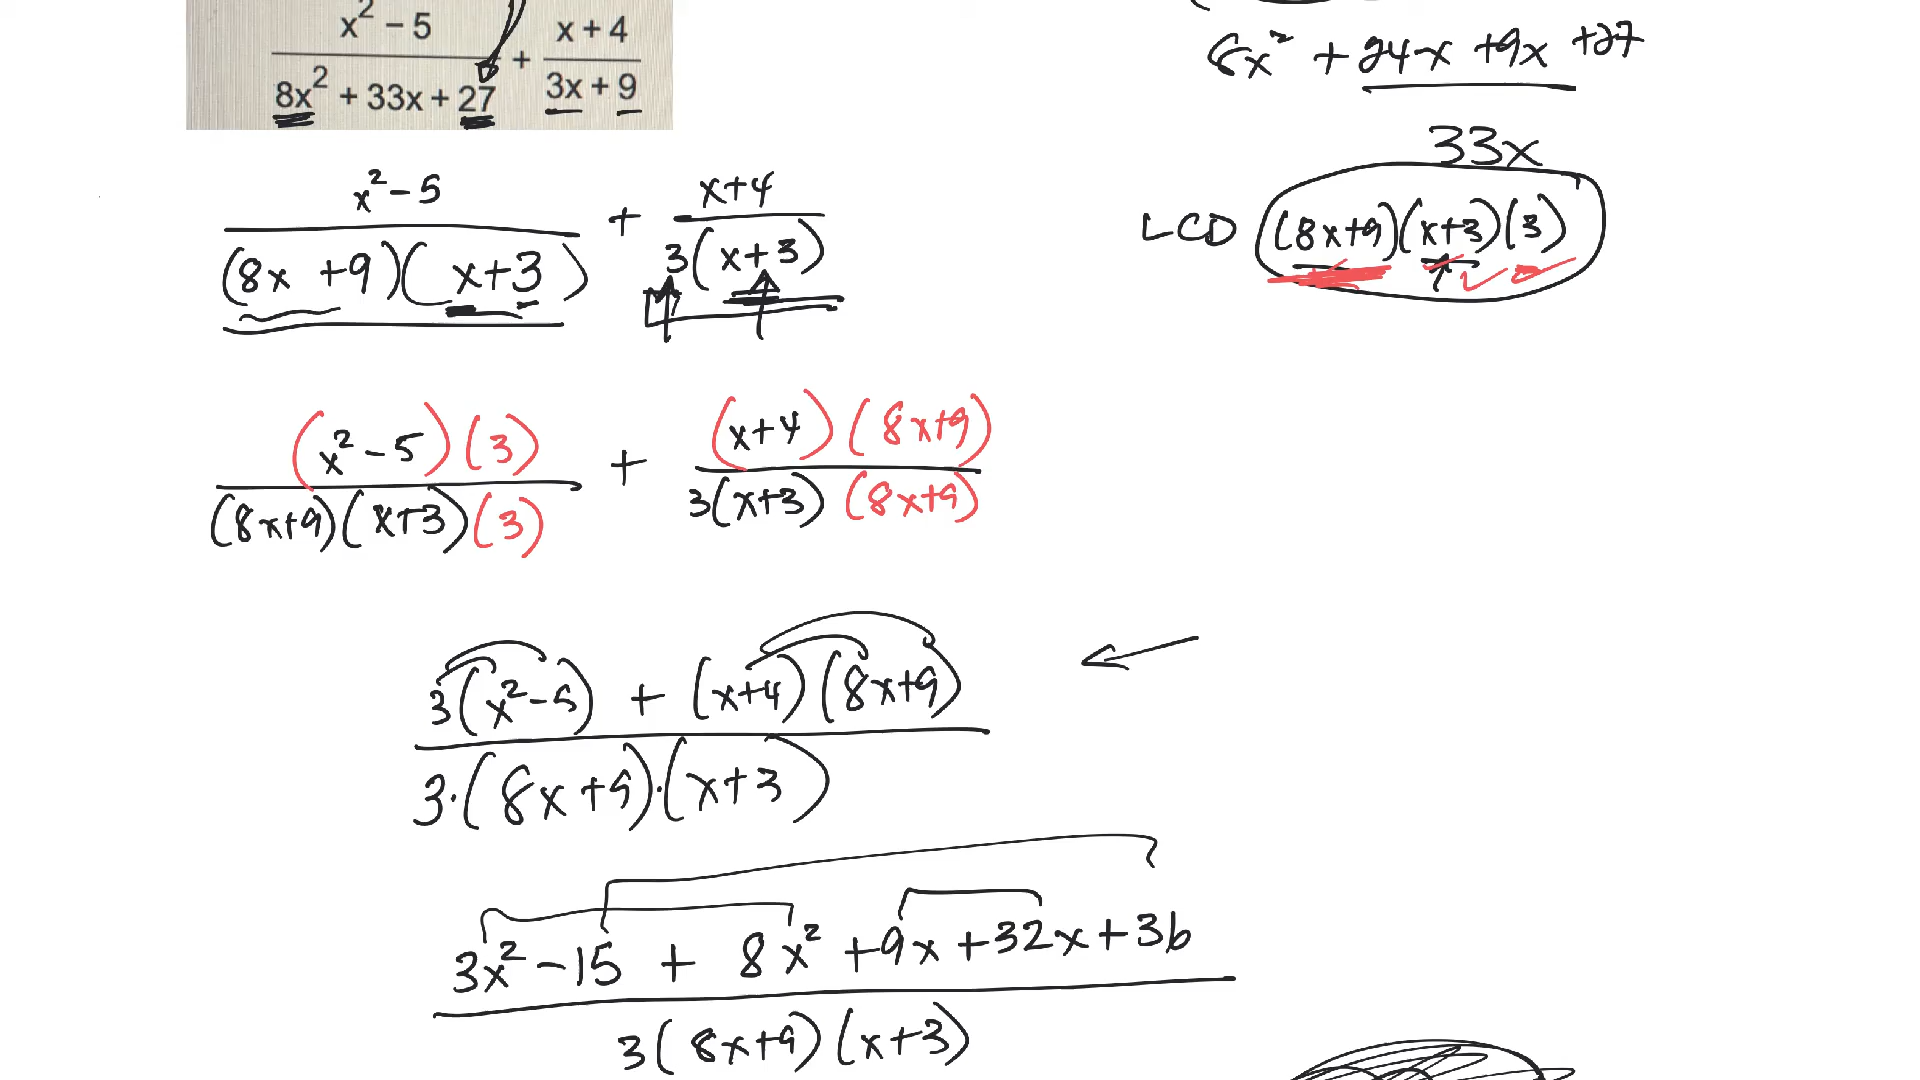 x² - 5   x + 4
8x² + 33x + 27 + 3x + 9
8x² + 24x + 9x + 27
33x
x² - 5 + x+4
(8x +9)(x+3)   3(x+3)
LCD (8x+9)(x+3)(3)
(x² - 5)(3) + (x+4)(8x+9)
(8x+9)(x+3)(3)   3(x+3)(8x+9)
3(x²-5) + (x+4)(8x+9)
3·(8x+9)·(x+3)
3x² - 15 + 8x² + 9x + 32x + 36
3(8x+9)(x+3)